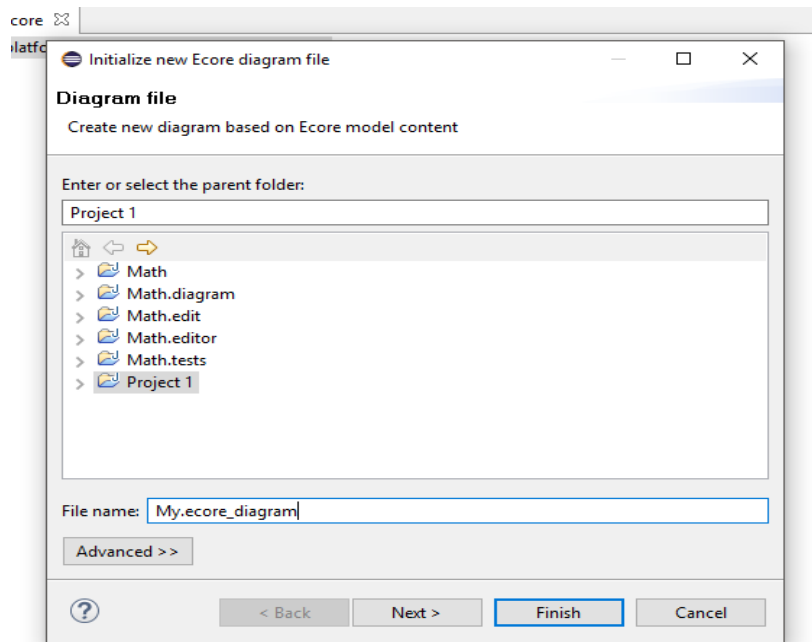 core
Initialize new Ecore diagram file
Diagram file
Create new diagram based on Ecore model content
Enter or select the parent folder:
Project 1
Math
Math.diagram
Math.edit
Math.editor
Math.tests
Project 1
File name: My.ecore_diagram
Advanced >>
? < Back Next > Finish Cancel